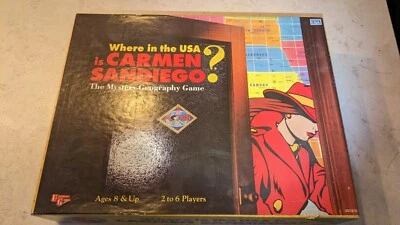 Where in the USA
is CARMEN
SANDIEGO?
The Mystery Geography Game
Ages 8 & Up
2 to 6 Players